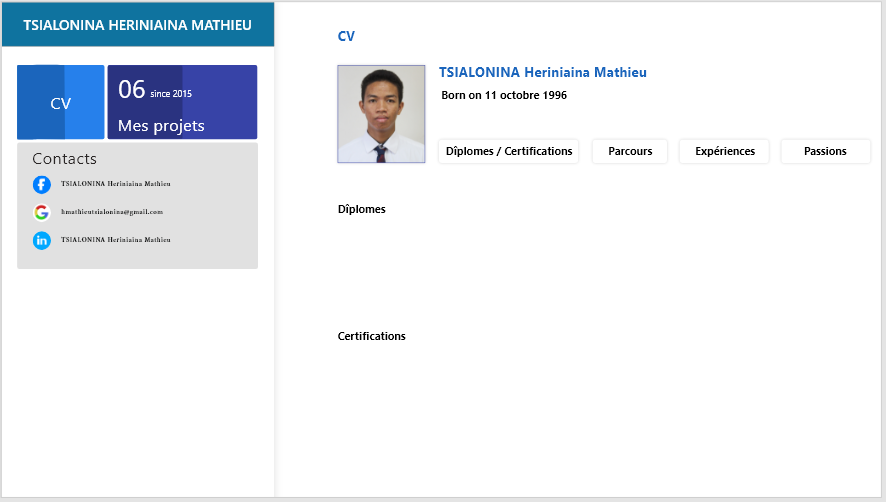 TSIALONINA HERINIAINA MATHIEU
CV
06 since 2015
Mes projets
Contacts
TSIALONINA Heriniaina Mathieu
hmathieutsialonina@gmail.com
TSIALONINA Heriniaina Mathieu
CV
TSIALONINA Heriniaina Mathieu
Born on 11 octobre 1996
Dîplomes / Certifications
Parcours
Expériences
Passions
Dîplomes
Certifications